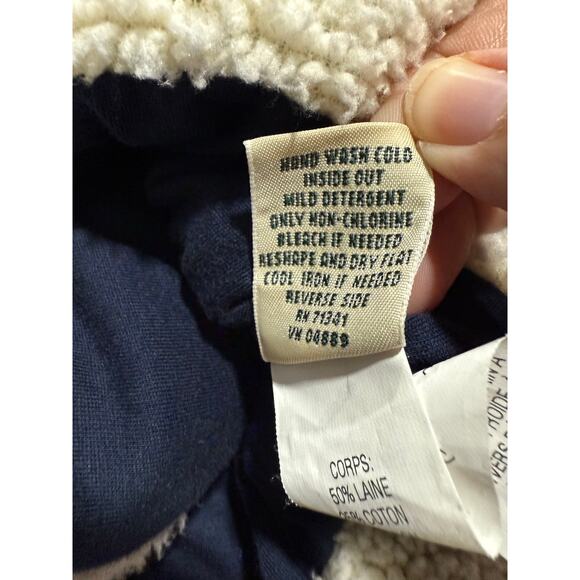 HAND WASH COLD
INSIDE OUT
MILD DETERGENT
ONLY NON-CHLORINE
BLEACH IF NEEDED
RESHAPE AND DRY FLAT
COOL IRON IF NEEDED
REVERSE SIDE
RN 71341
VN 04889
CORPS:
50% LAINE
COTON